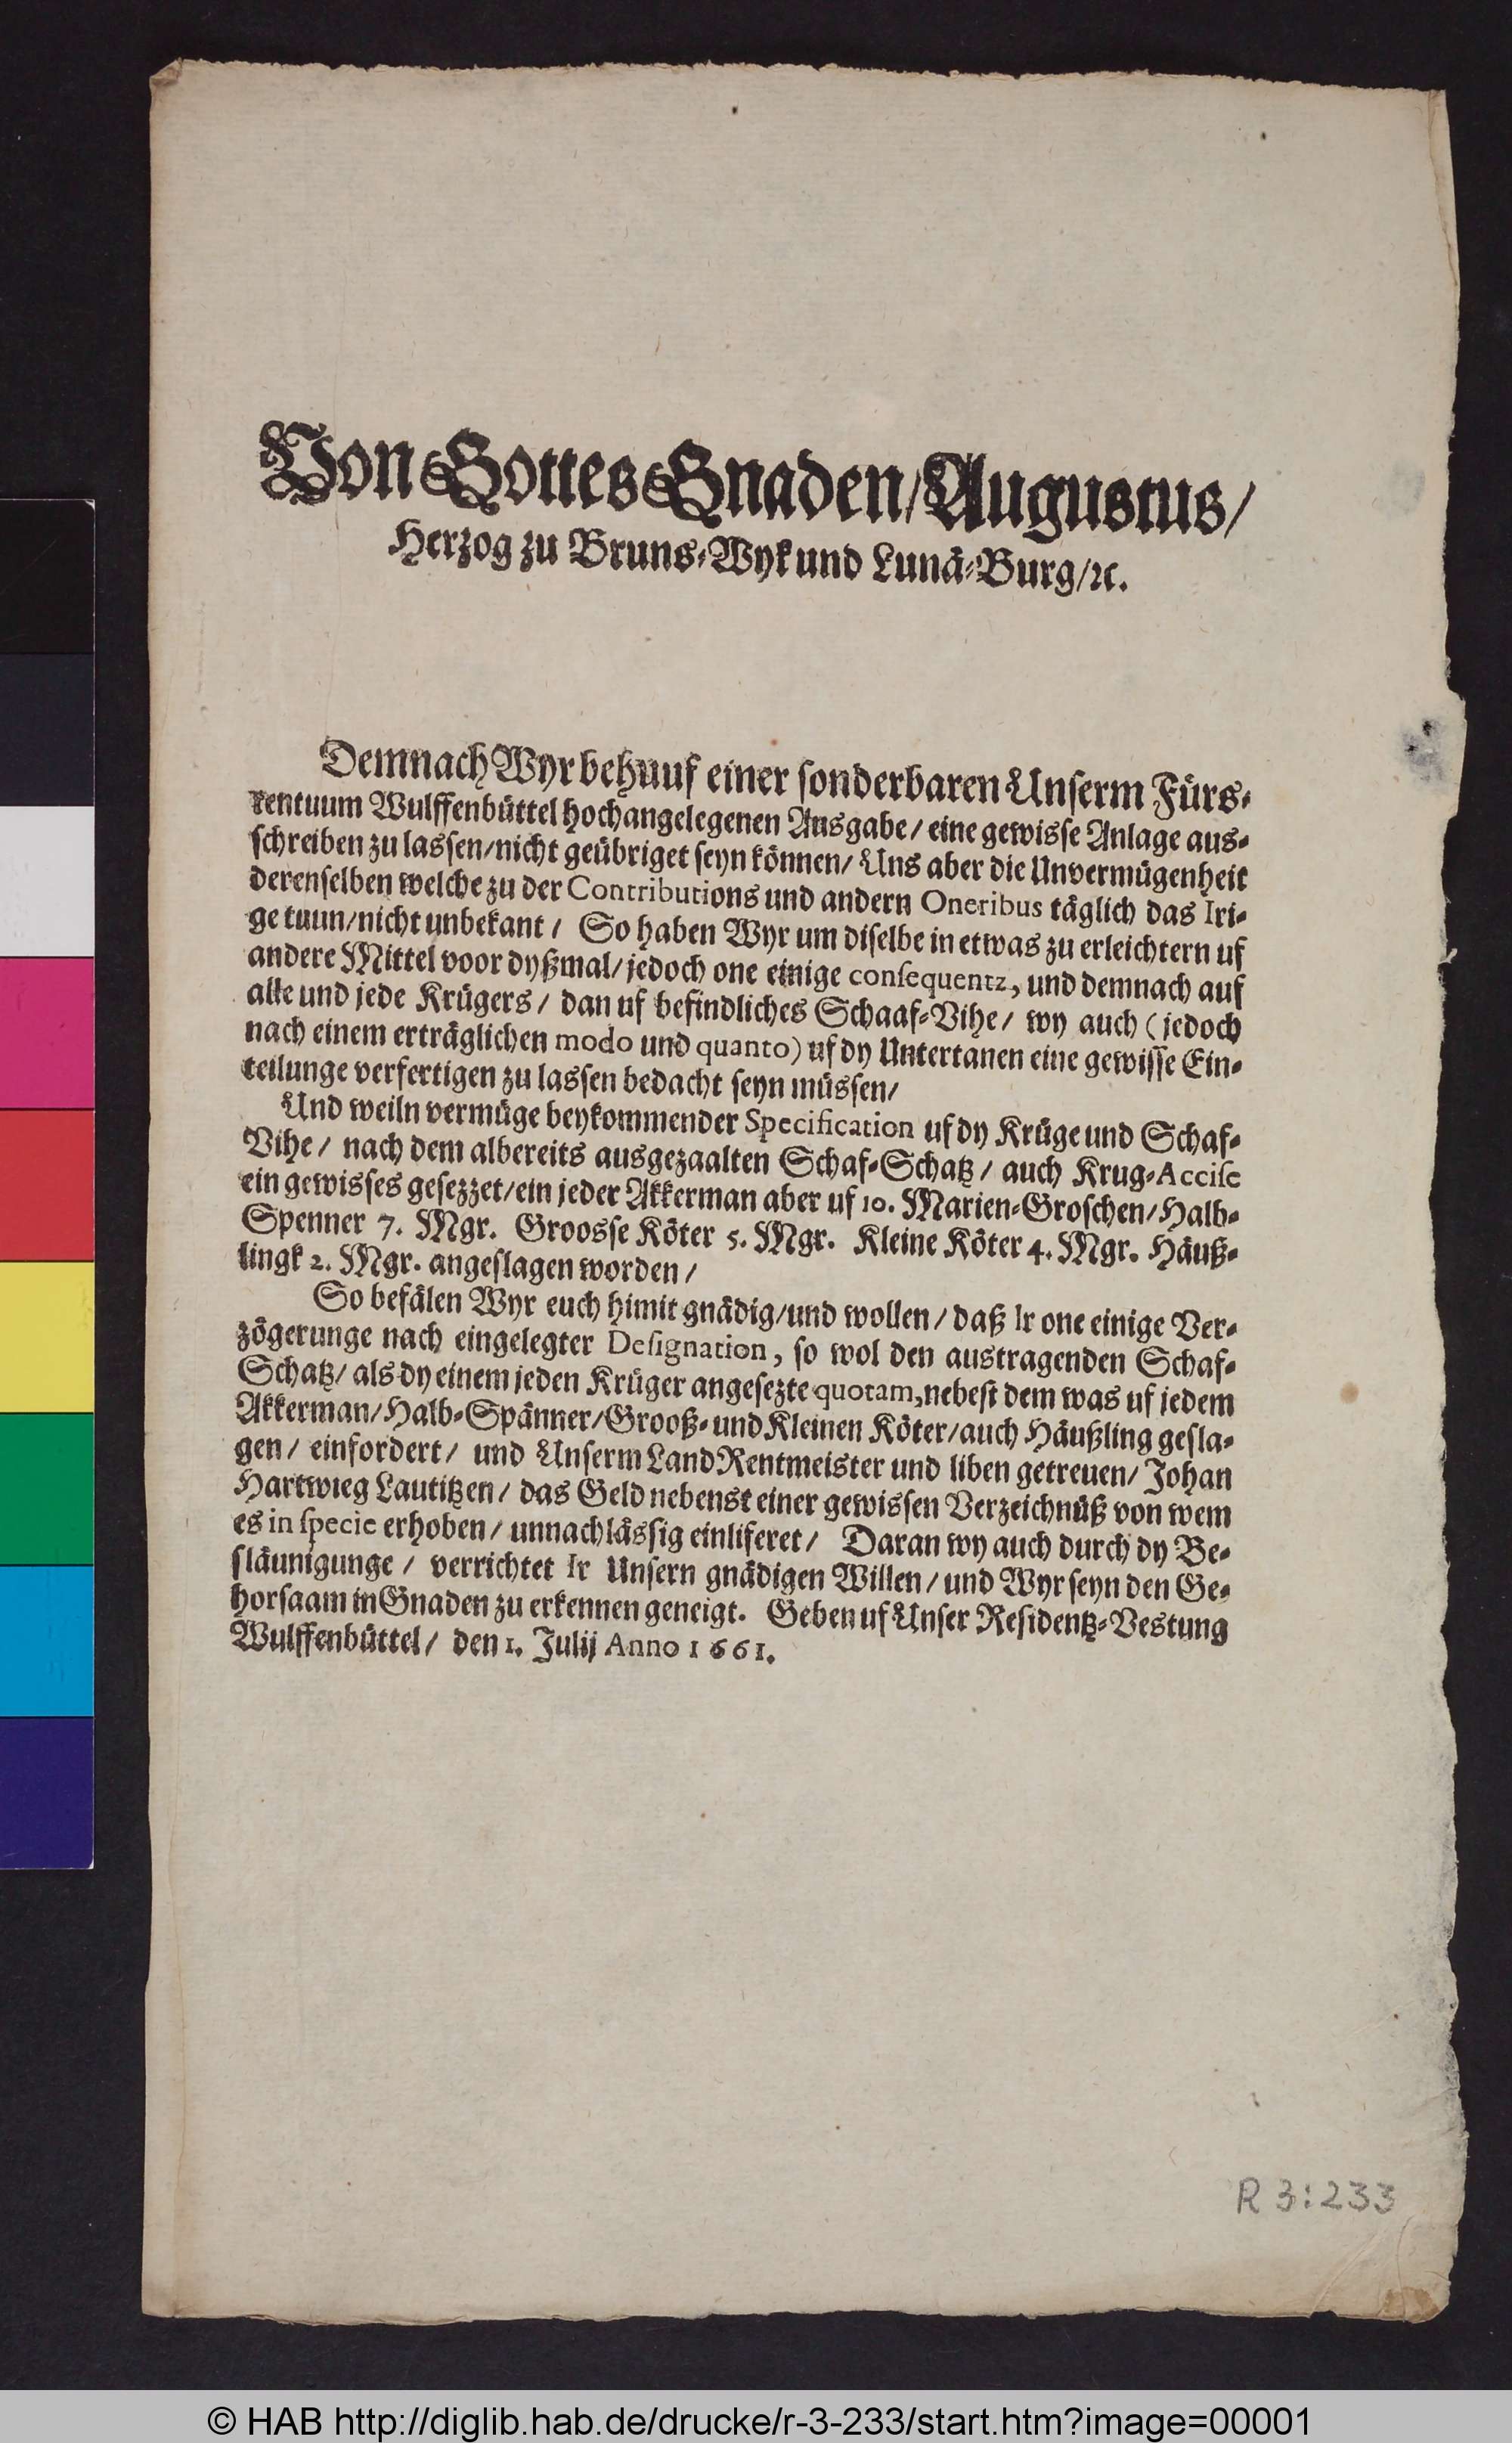 Von Gottes Gnaden/Augustus/
Herzog zu Bruns-Wyk und Lunä-Burg/ꝛc.
Demnach Wyr behuuf einer sonderbaren Unserm Fürs-
tentuum Wulffenbüttel hochangelegenen Ausgabe/ eine gewisse Anlage aus-
schreiben zu lassen/nicht geübriget seyn können/ Uns aber die Unvermügenheit
derenselben welche zu der Contributions und andern Oneribus täglich das Iri-
ge tuun/nicht unbekant/ So haben Wyr um diselbe in etwas zu erleichtern uf
andere Mittel voor dyßmal/jedoch one einige consequentz, und demnach auf
alle und jede Krügers/ dan uf befindliches Schaaf-Vihe/ wy auch (jedoch
nach einem erträglichen modo und quanto) uf dy Untertanen eine gewisse Ein-
teilunge verfertigen zu lassen bedacht seyn müssen/
Und weiln vermüge beykommender Specification uf dy Krüge und Schaf-
Vihe/ nach dem albereits ausgezaalten Schaf-Schatz/ auch Krug-Accise
ein gewisses gesezzet/ein jeder Akkerman aber uf 10. Marien-Groschen/Halb-
Spenner 7. Mgr. Groosse Köter 5. Mgr. Kleine Köter 4. Mgr. Häuß-
lingk 2. Mgr. angeslagen worden/
So befälen Wyr euch himit gnädig/und wollen/ daß Ir one einige Ver-
zögerunge nach eingelegter Designation, so wol den austragenden Schaf-
Schatz/ als dy einem jeden Krüger angesezte quotam, nebest dem was uf jedem
Akkerman/Halb-Spänner/Grooß- und Kleinen Köter/auch Häußling gesla-
gen/ einfordert/ und Unserm LandRentmeister und liben getreuen/ Johan
Hartwieg Lautitzen/ das Geld nebenst einer gewissen Verzeichnüß von wem
es in specie erhoben/ unnachlässig einliferet/ Daran wy auch durch dy Be-
släunigunge/ verrichtet Ir Unsern gnädigen Willen/ und Wyr seyn den Ge-
horsaam in Gnaden zu erkennen geneigt. Geben uf Unser Residentz-Vestung
Wulffenbüttel/ den 1. Julij Anno 1661.
R 3:233
© HAB http://diglib.hab.de/drucke/r-3-233/start.htm?image=00001